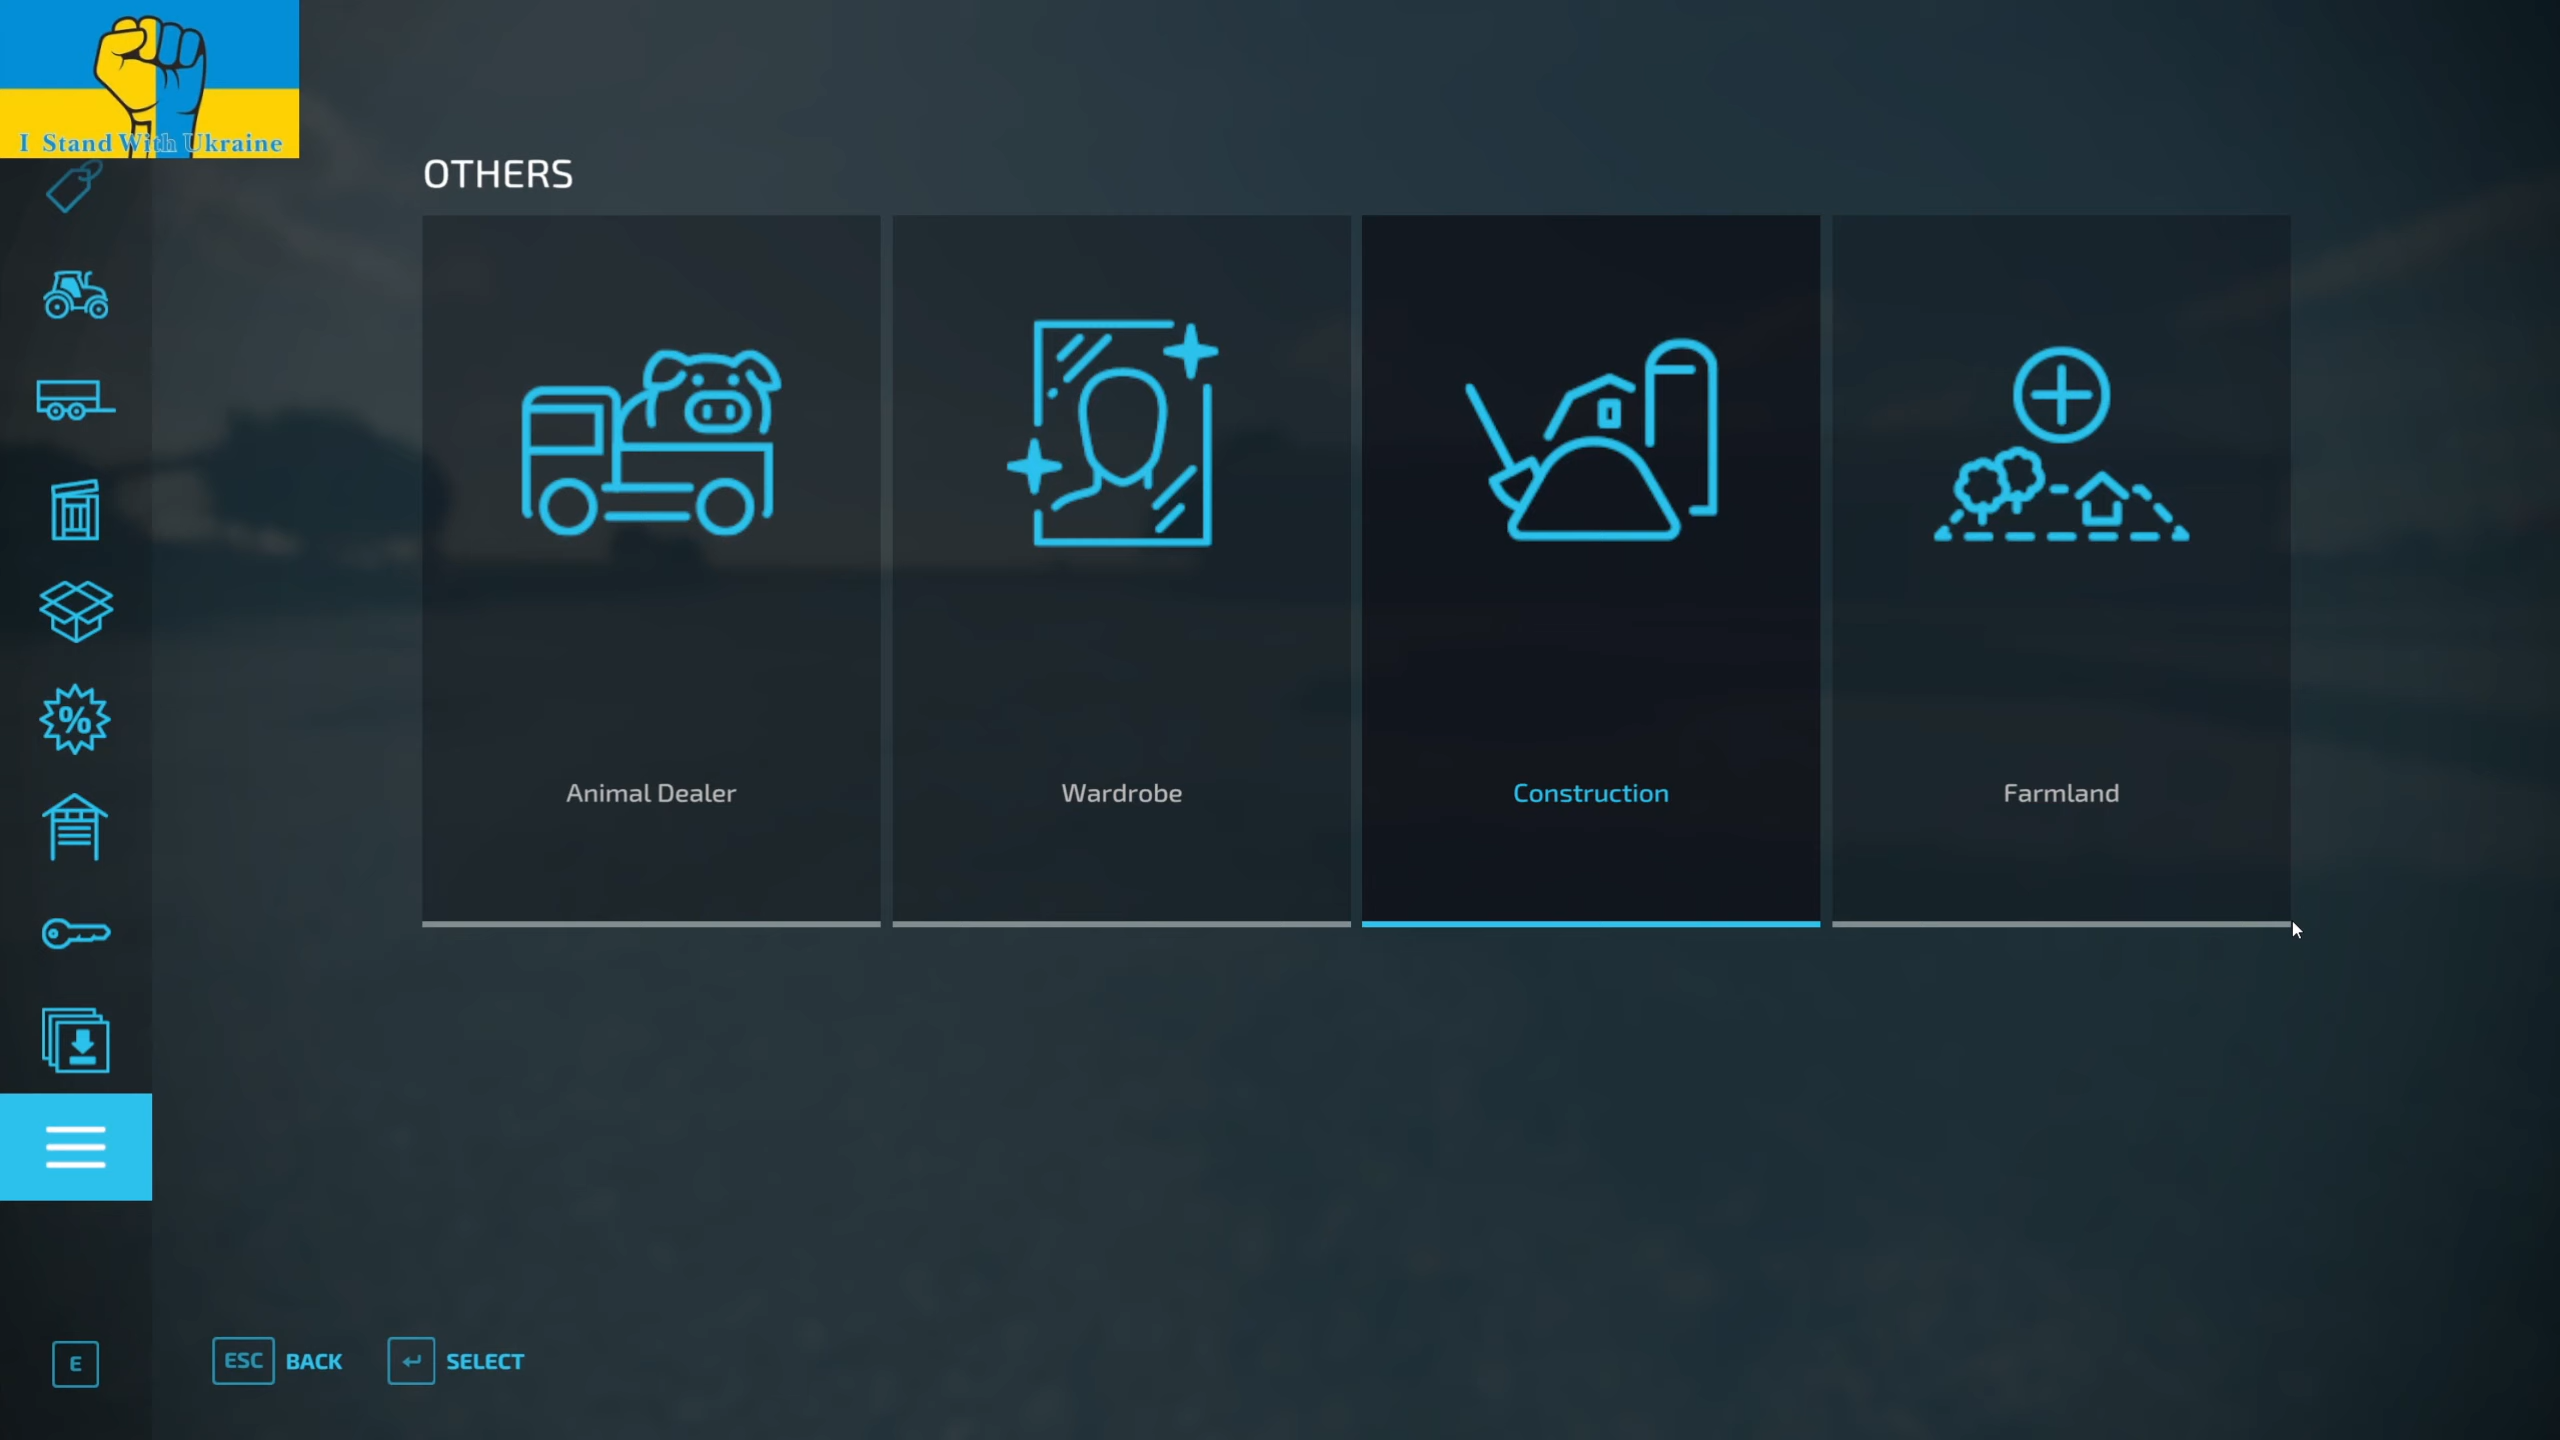 I Stand With Ukraine
OTHERS
%
Animal Dealer
Wardrobe
Construction
Farmland
E
ESC BACK
SELECT